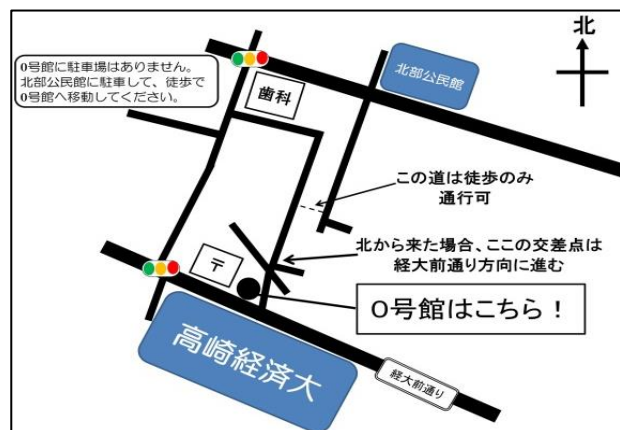 0号館に駐車場はありません。
北部公民館に駐車して、徒歩で
0号館へ移動してください。
北
北部公民館
歯科
この道は徒歩のみ
通行可
北から来た場合、ここの交差点は
経大前通り方向に進む
〒
0号館はこちら！
高崎経済大
経大前通り